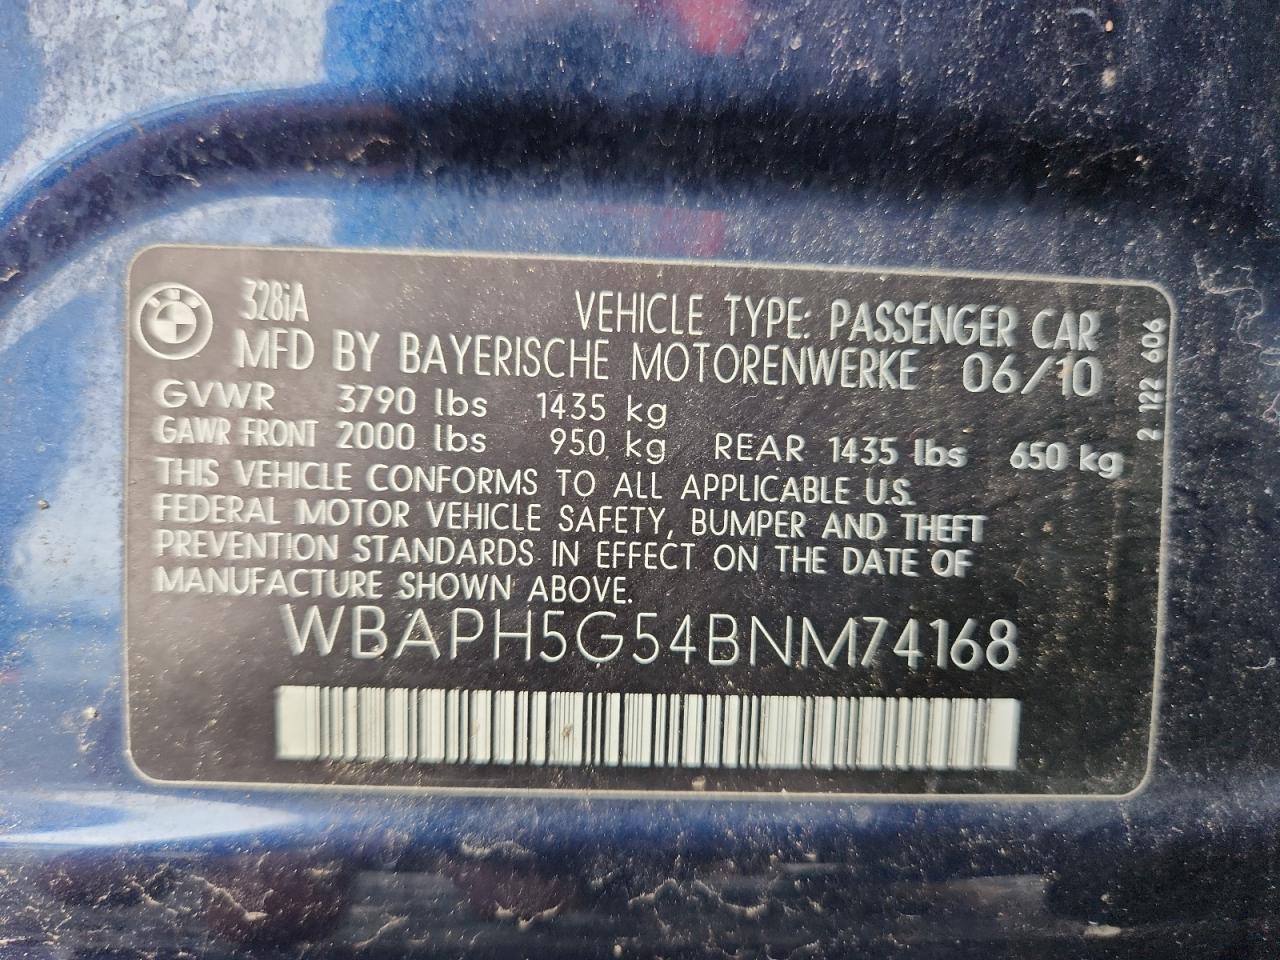 328iA
VEHICLE TYPE: PASSENGER CAR
MFD BY BAYERISCHE MOTORENWERKE 06/10
GVWR 3790 lbs 1435 kg
GAWR FRONT 2000 lbs 950 kg REAR 1435 lbs 650 kg
THIS VEHICLE CONFORMS TO ALL APPLICABLE U.S.
FEDERAL MOTOR VEHICLE SAFETY, BUMPER AND THEFT
PREVENTION STANDARDS IN EFFECT ON THE DATE OF
MANUFACTURE SHOWN ABOVE.
WBAPH5G54BNM74168
2 122 606